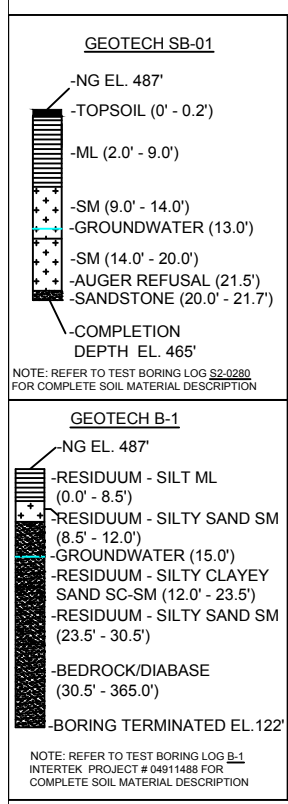 GEOTECH SB-01
-NG EL. 487'
-TOPSOIL (0' - 0.2')
-ML (2.0' - 9.0')
-SM (9.0' - 14.0')
-GROUNDWATER (13.0')
-SM (14.0' - 20.0')
-AUGER REFUSAL (21.5')
-SANDSTONE (20.0' - 21.7')
-COMPLETION
DEPTH EL. 465'
NOTE: REFER TO TEST BORING LOG S2-0280
FOR COMPLETE SOIL MATERIAL DESCRIPTION
GEOTECH B-1
-NG EL. 487'
-RESIDUUM - SILT ML
(0.0' - 8.5')
-RESIDUUM - SILTY SAND SM
(8.5' - 12.0')
-GROUNDWATER (15.0')
-RESIDUUM - SILTY CLAYEY
SAND SC-SM (12.0' - 23.5')
-RESIDUUM - SILTY SAND SM
(23.5' - 30.5')
-BEDROCK/DIABASE
(30.5' - 365.0')
-BORING TERMINATED EL.122'
NOTE: REFER TO TEST BORING LOG B-1
INTERTEK PROJECT # 04911488 FOR
COMPLETE SOIL MATERIAL DESCRIPTION